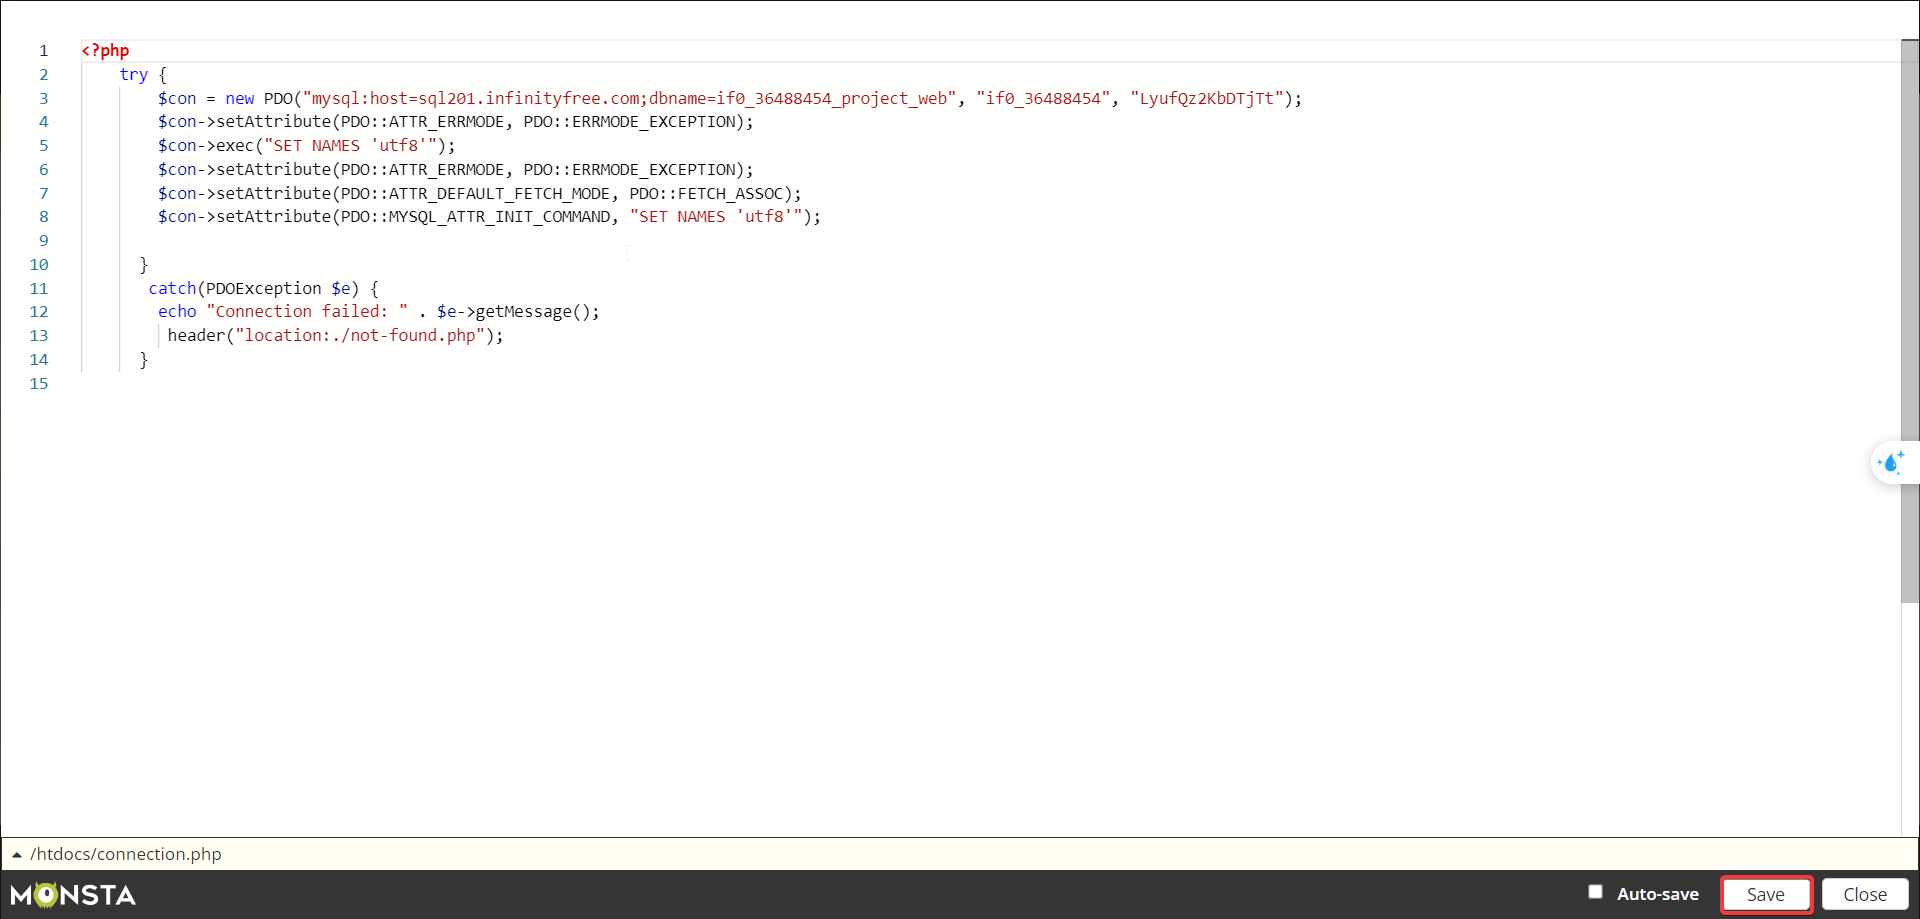 1 <?php
2 try {
3 $con = new PDO("mysql:host=sql201.infinityfree.com;dbname=if0_36488454_project_web", "if0_36488454", "LyufQz2KbDTjTt");
4 $con->setAttribute(PDO::ATTR_ERRMODE, PDO::ERRMODE_EXCEPTION);
5 $con->exec("SET NAMES 'utf8'");
6 $con->setAttribute(PDO::ATTR_ERRMODE, PDO::ERRMODE_EXCEPTION);
7 $con->setAttribute(PDO::ATTR_DEFAULT_FETCH_MODE, PDO::FETCH_ASSOC);
8 $con->setAttribute(PDO::MYSQL_ATTR_INIT_COMMAND, "SET NAMES 'utf8'");
9
10 }
11 catch(PDOException $e) {
12 echo "Connection failed: " . $e->getMessage();
13 header("location:./not-found.php");
14 }
15
/htdocs/connection.php
MONSTA
Auto-save Save Close